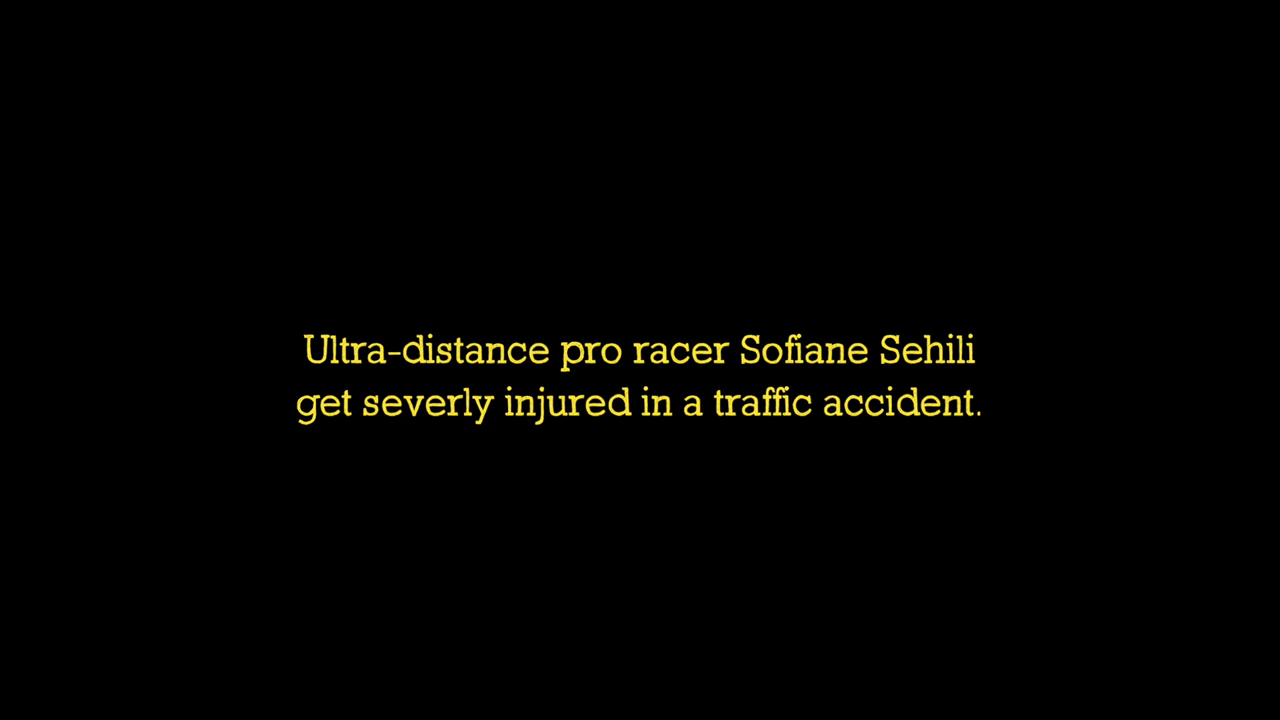 Ultra-distance pro racer Sofiane Sehili
get severly injured in a traffic accident.